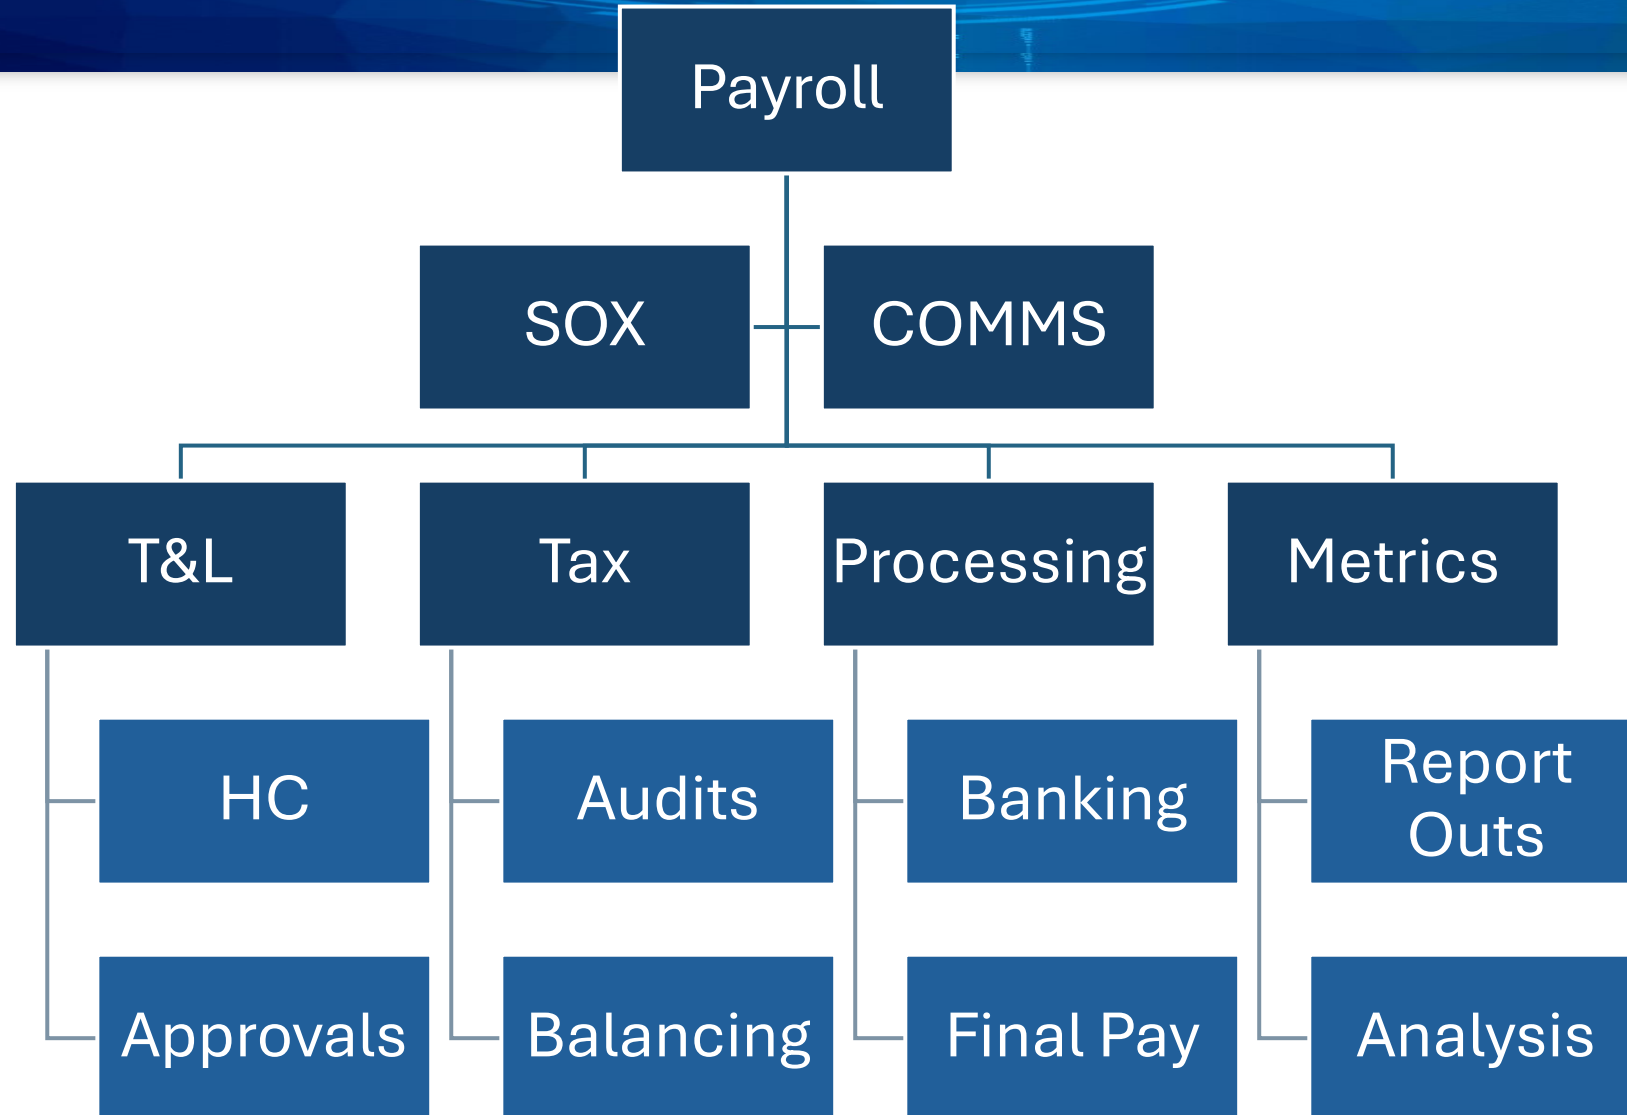 Payroll
SOX
COMMS
T&L
Tax
Processing
Metrics
HC
Audits
Banking
Report
Outs
Approvals
Balancing
Final Pay
Analysis